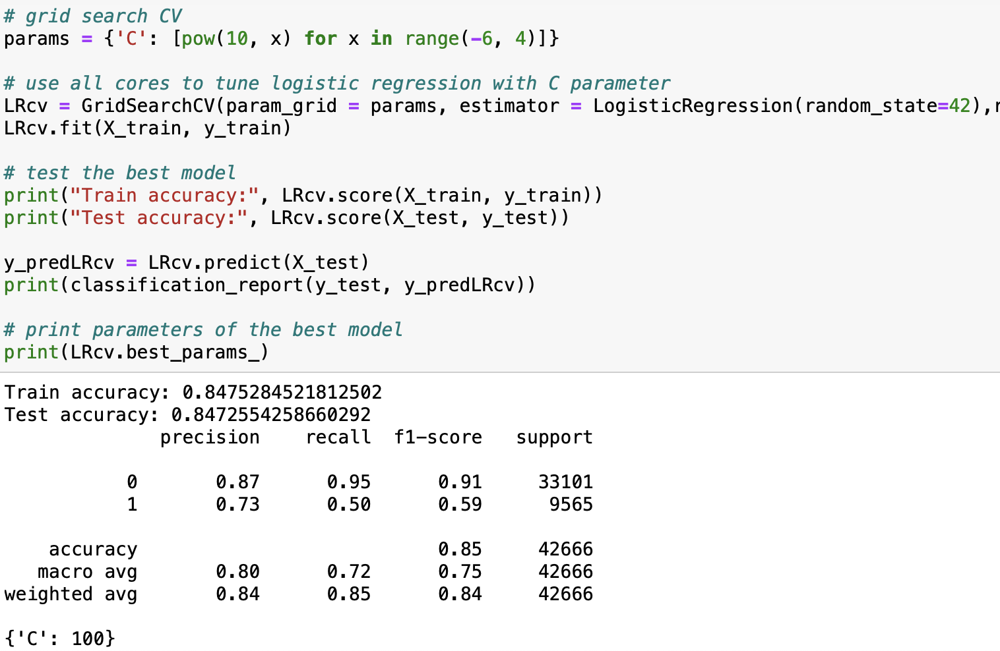 # grid search CV
params = {'C': [pow(10, x) for x in range(-6, 4)]}
# use all cores to tune logistic regression with C parameter
LRcv = GridSearchCV(param_grid = params, estimator = LogisticRegression(random_state=42),
LRcv.fit(X_train, y_train)
# test the best model
print("Train accuracy:", LRcv.score(X_train, y_train))
print("Test accuracy:", LRcv.score(X_test, y_test))
y_predLRcv = LRcv.predict(X_test)
print(classification_report(y_test, y_predLRcv))
# print parameters of the best model
print(LRcv.best_params_)
Train accuracy: 0.8475284521812502
Test accuracy: 0.8472554258660292
precision recall f1-score support
0 0.87 0.95 0.91 33101
1 0.73 0.50 0.59 9565
accuracy 0.85 42666
macro avg 0.80 0.72 0.75 42666
weighted avg 0.84 0.85 0.84 42666
{'C': 100}